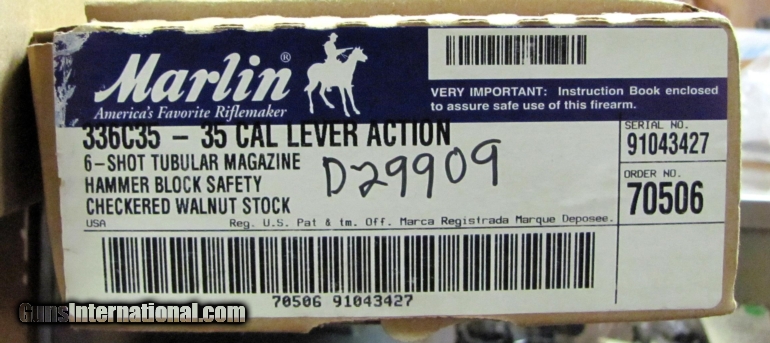 Marlin®
America's Favorite Riflemaker
VERY IMPORTANT: Instruction Book enclosed
to assure safe use of this firearm.
336C35 - 35 CAL LEVER ACTION
6-SHOT TUBULAR MAGAZINE
HAMMER BLOCK SAFETY
CHECKERED WALNUT STOCK
D29909
SERIAL NO.
91043427
ORDER NO.
70506
USA
Reg. U.S. Pat & tm. Off. Marca Registrada Marque Deposee.
70506 91043427
GunsInternational.com